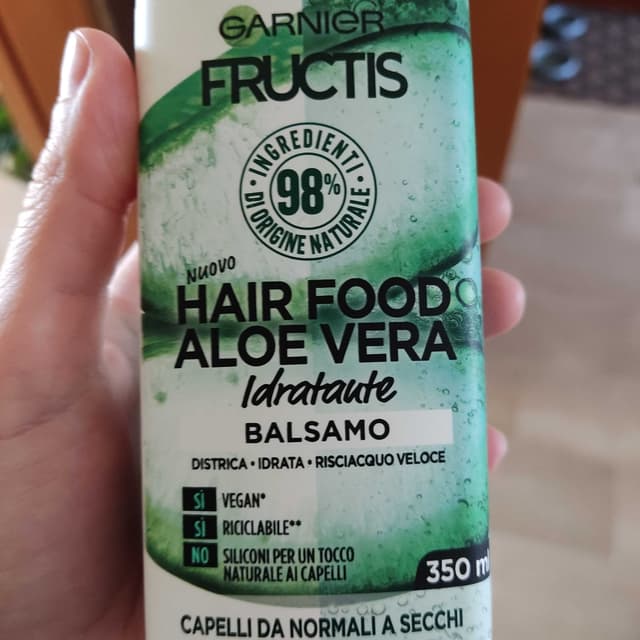 GARNIER
FRUCTIS
• INGREDIENTI •
98%
DI ORIGINE NATURALE
NUOVO
HAIR FOOD
ALOE VERA
Idratante
BALSAMO
DISTRICA • IDRATA • RISCIACQUO VELOCE
SÌ VEGAN*
SÌ RICICLABILE**
NO SILICONI PER UN TOCCO
NATURALE AI CAPELLI
350 ml
CAPELLI DA NORMALI A SECCHI